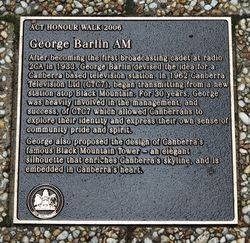 ACT HONOUR WALK 2006
George Barlin AM
After becoming the first broadcasting cadet at radio
2CA in 1933, George Barlin devised the idea for a
Canberra based television station. In 1962 Canberra
Television Ltd (CTC7), began transmitting from a new
station atop Black Mountain. For 30 years, George
was heavily involved in the management, and
success, of CTC7 which allowed Canberrans to
explore their identity and express their own sense of
community pride and spirit.
George also proposed the design of Canberra's
famous Black Mountain Tower – an elegant
silhouette that enriches Canberra's skyline, and is
embedded in Canberra's heart.